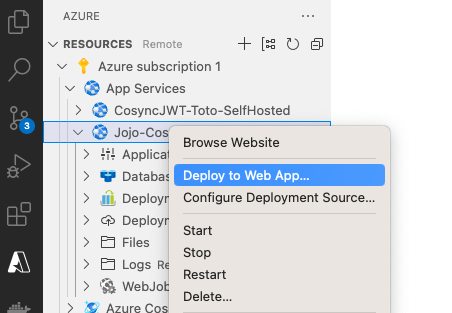 AZURE
RESOURCES Remote
Azure subscription 1
App Services
CosyncJWT-Toto-SelfHosted
3
Jojo-Cos
Browse Website
Applicat
Databas
Deploy to Web App...
Deploym
Configure Deployment Source...
Deploym
Start
Files
Stop
Logs Re
Restart
WebJob
Delete...
Azure Cos